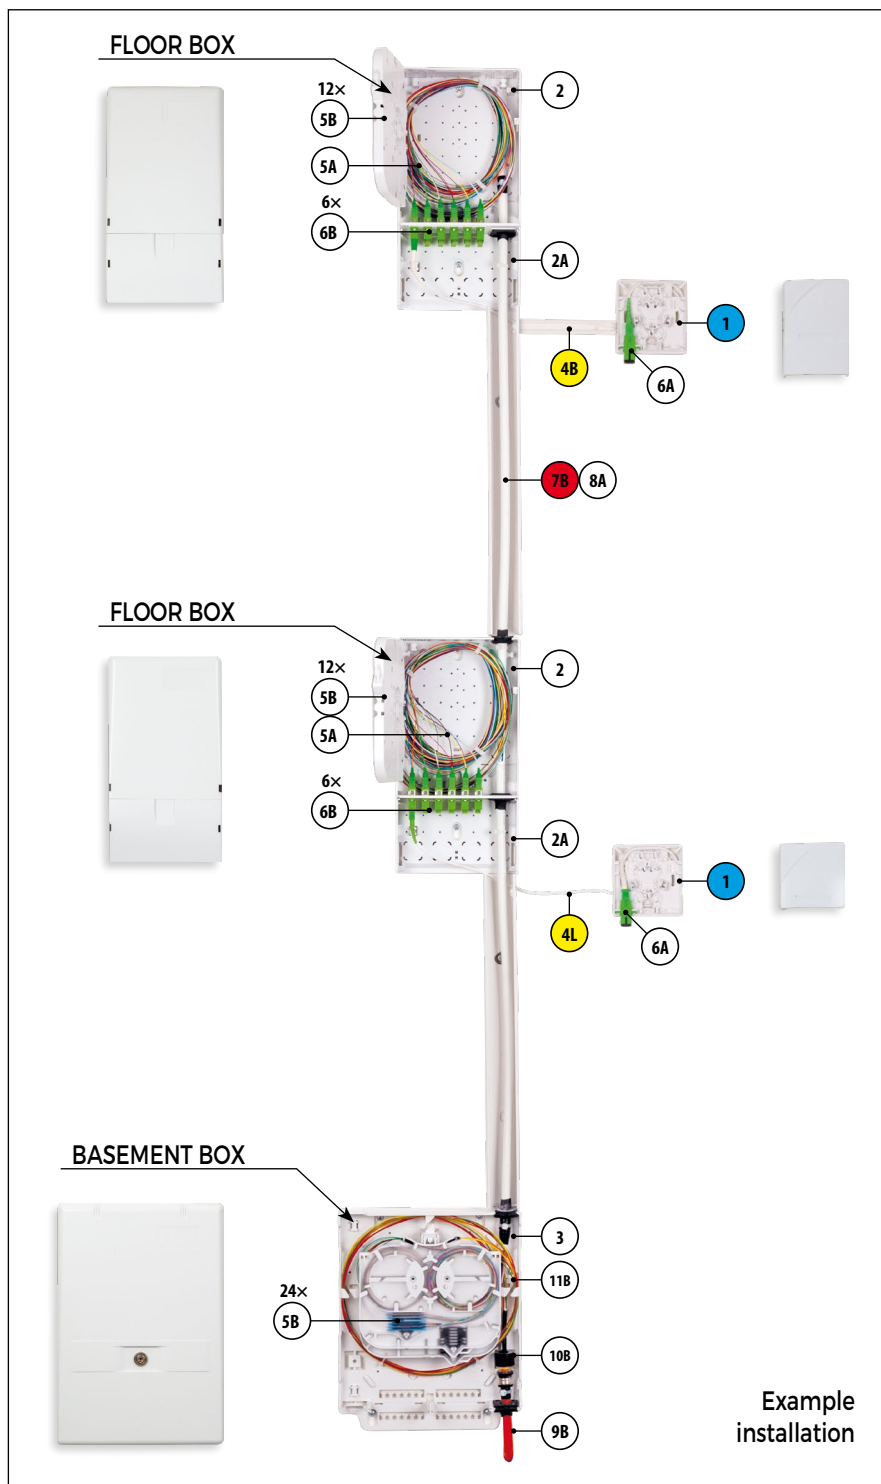 FLOOR BOX
12×
5B
2
5A
6×
6B
2A
1
4B
6A
7B 8A
FLOOR BOX
12×
5B
2
5A
6×
6B
2A
1
4L
6A
BASEMENT BOX
3
11B
24×
5B
10B
9B
Example
installation